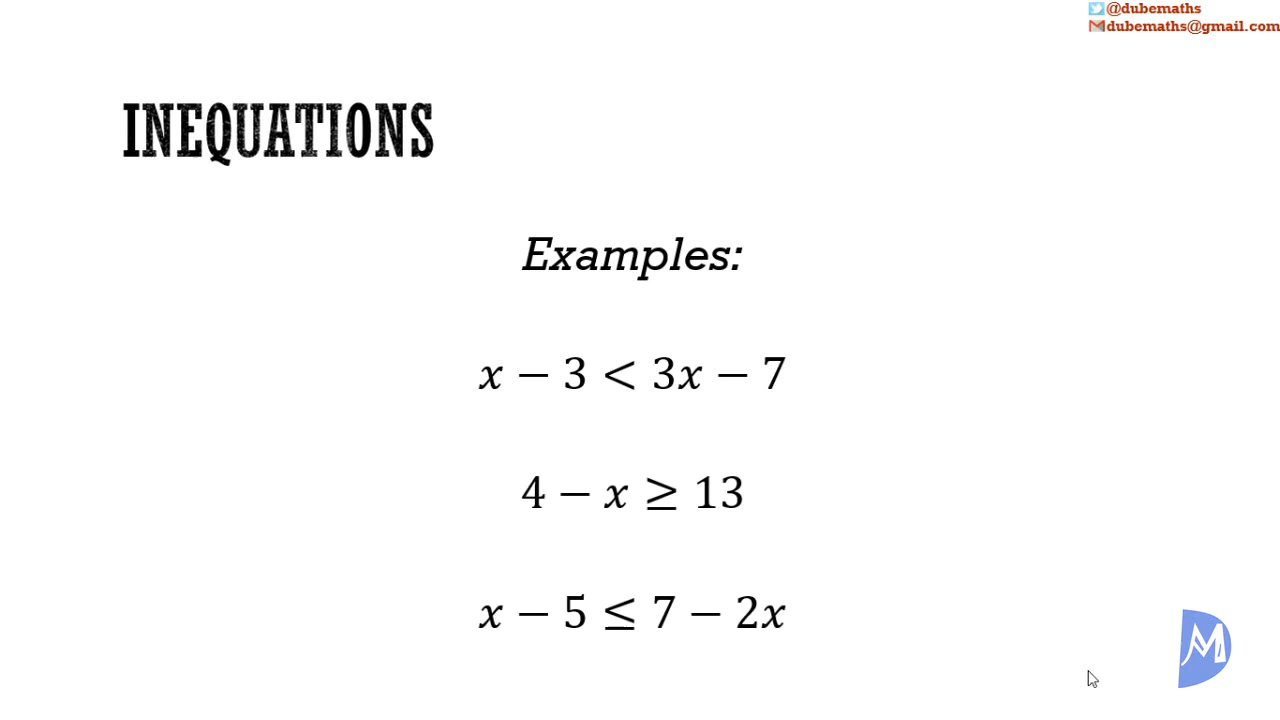 @dubemaths
dubemaths@gmail.com
INEQUATIONS
Examples:
x − 3 < 3x − 7
4 − x ≥ 13
x − 5 ≤ 7 − 2x